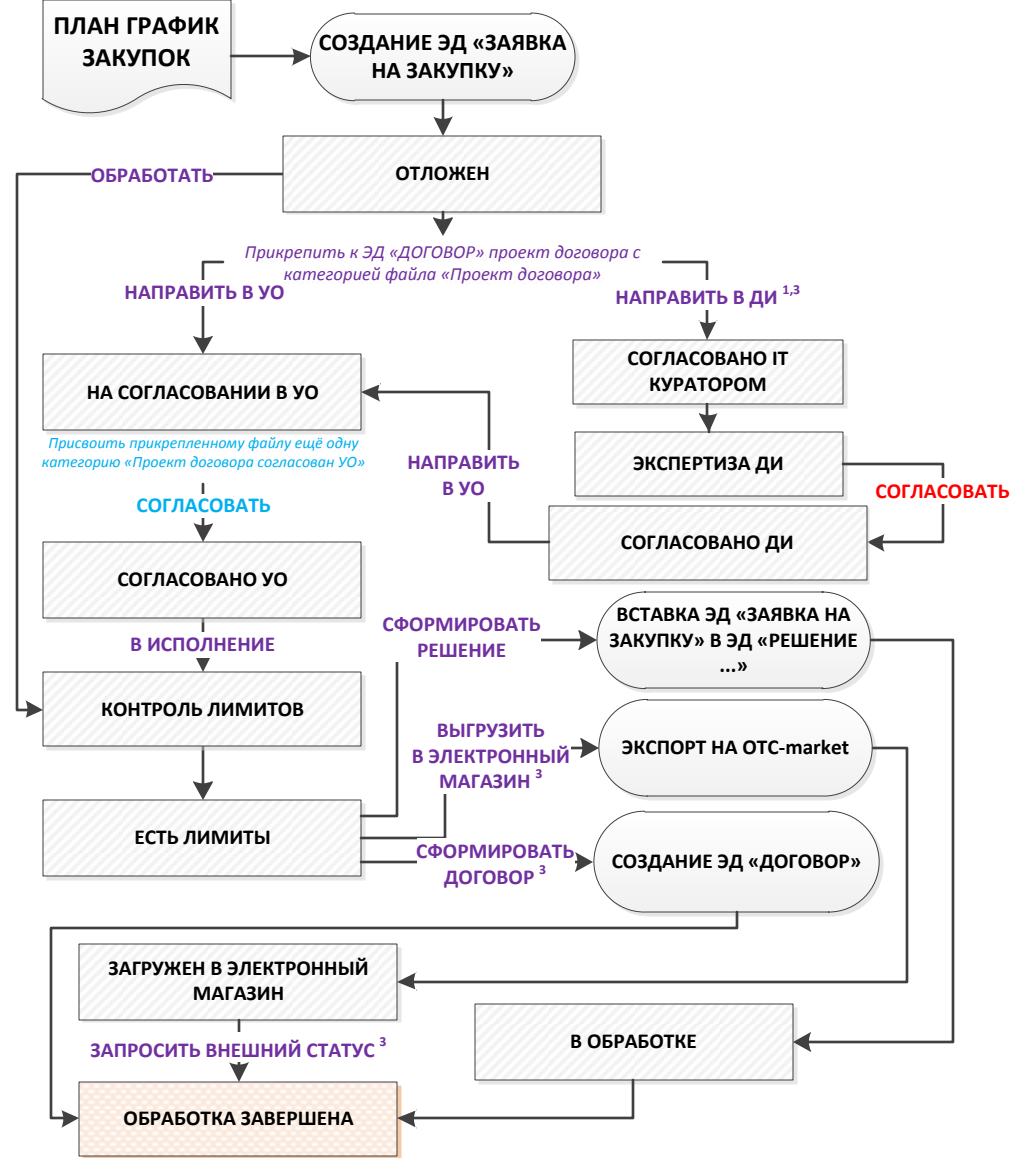 ПЛАН ГРАФИК
ЗАКУПОК
СОЗДАНИЕ ЭД «ЗАЯВКА
НА ЗАКУПКУ»
ОБРАБОТАТЬ
ОТЛОЖЕН
Прикрепить к ЭД «ДОГОВОР» проект договора с
категорией файла «Проект договора»
НАПРАВИТЬ В УО
НАПРАВИТЬ В ДИ 1,3
СОГЛАСОВАНО IT
КУРАТОРОМ
НА СОГЛАСОВАНИИ В УО
Присвоить прикрепленному файлу ещё одну
категорию «Проект договора согласован УО»
НАПРАВИТЬ
В УО
ЭКСПЕРТИЗА ДИ
СОГЛАСОВАТЬ
СОГЛАСОВАТЬ
СОГЛАСОВАНО ДИ
СОГЛАСОВАНО УО
В ИСПОЛНЕНИЕ
СФОРМИРОВАТЬ
РЕШЕНИЕ
ВСТАВКА ЭД «ЗАЯВКА НА
ЗАКУПКУ» В ЭД «РЕШЕНИЕ
...»
КОНТРОЛЬ ЛИМИТОВ
ВЫГРУЗИТЬ
В ЭЛЕКТРОННЫЙ
МАГАЗИН 3
ЭКСПОРТ НА OTC-market
ЕСТЬ ЛИМИТЫ
СФОРМИРОВАТЬ
ДОГОВОР 3
СОЗДАНИЕ ЭД «ДОГОВОР»
ЗАГРУЖЕН В ЭЛЕКТРОННЫЙ
МАГАЗИН
ЗАПРОСИТЬ ВНЕШНИЙ СТАТУС 3
В ОБРАБОТКЕ
ОБРАБОТКА ЗАВЕРШЕНА